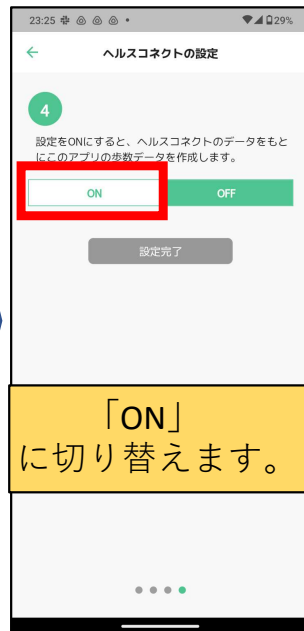 23:25
29%
ヘルスコネクトの設定
4
設定をONにすると、ヘルスコネクトのデータをもと
にこのアプリの歩数データを作成します。
ON
OFF
設定完了
「ON」
に切り替えます。